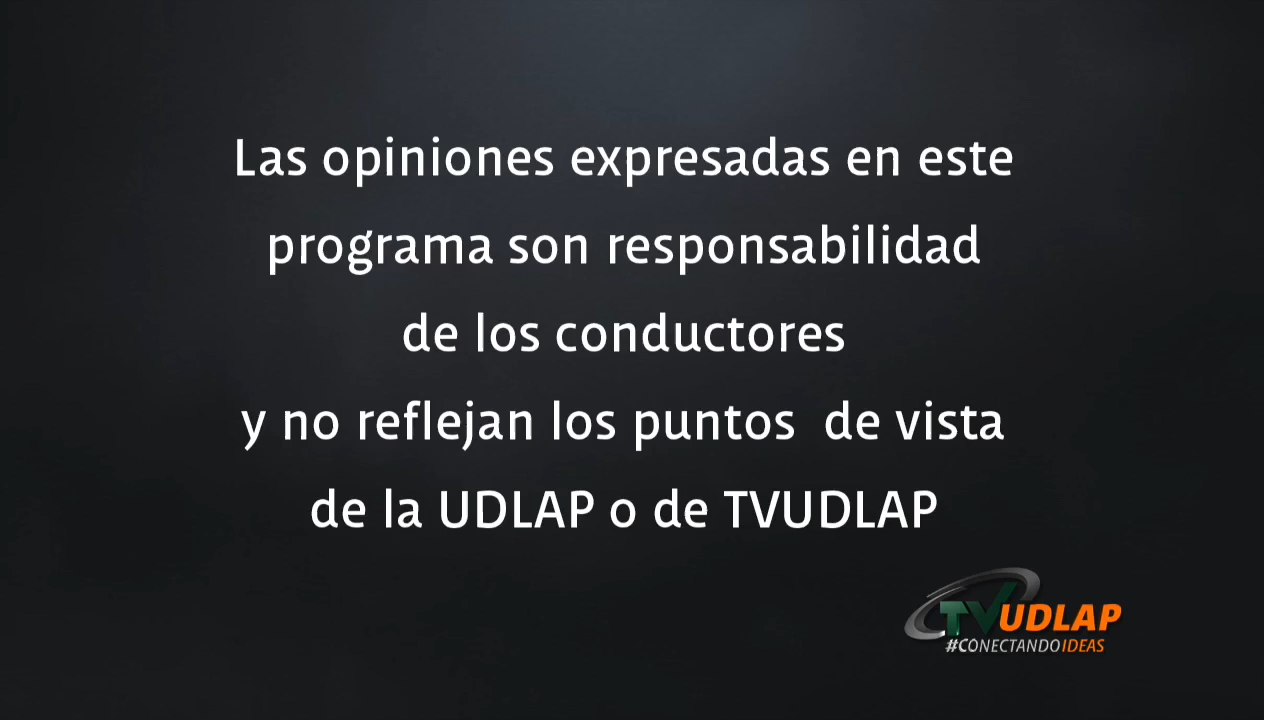 Las opiniones expresadas en este
programa son responsabilidad
de los conductores
y no reflejan los puntos  de vista
de la UDLAP o de TVUDLAP
TVUDLAP
#CONECTANDOIDEAS